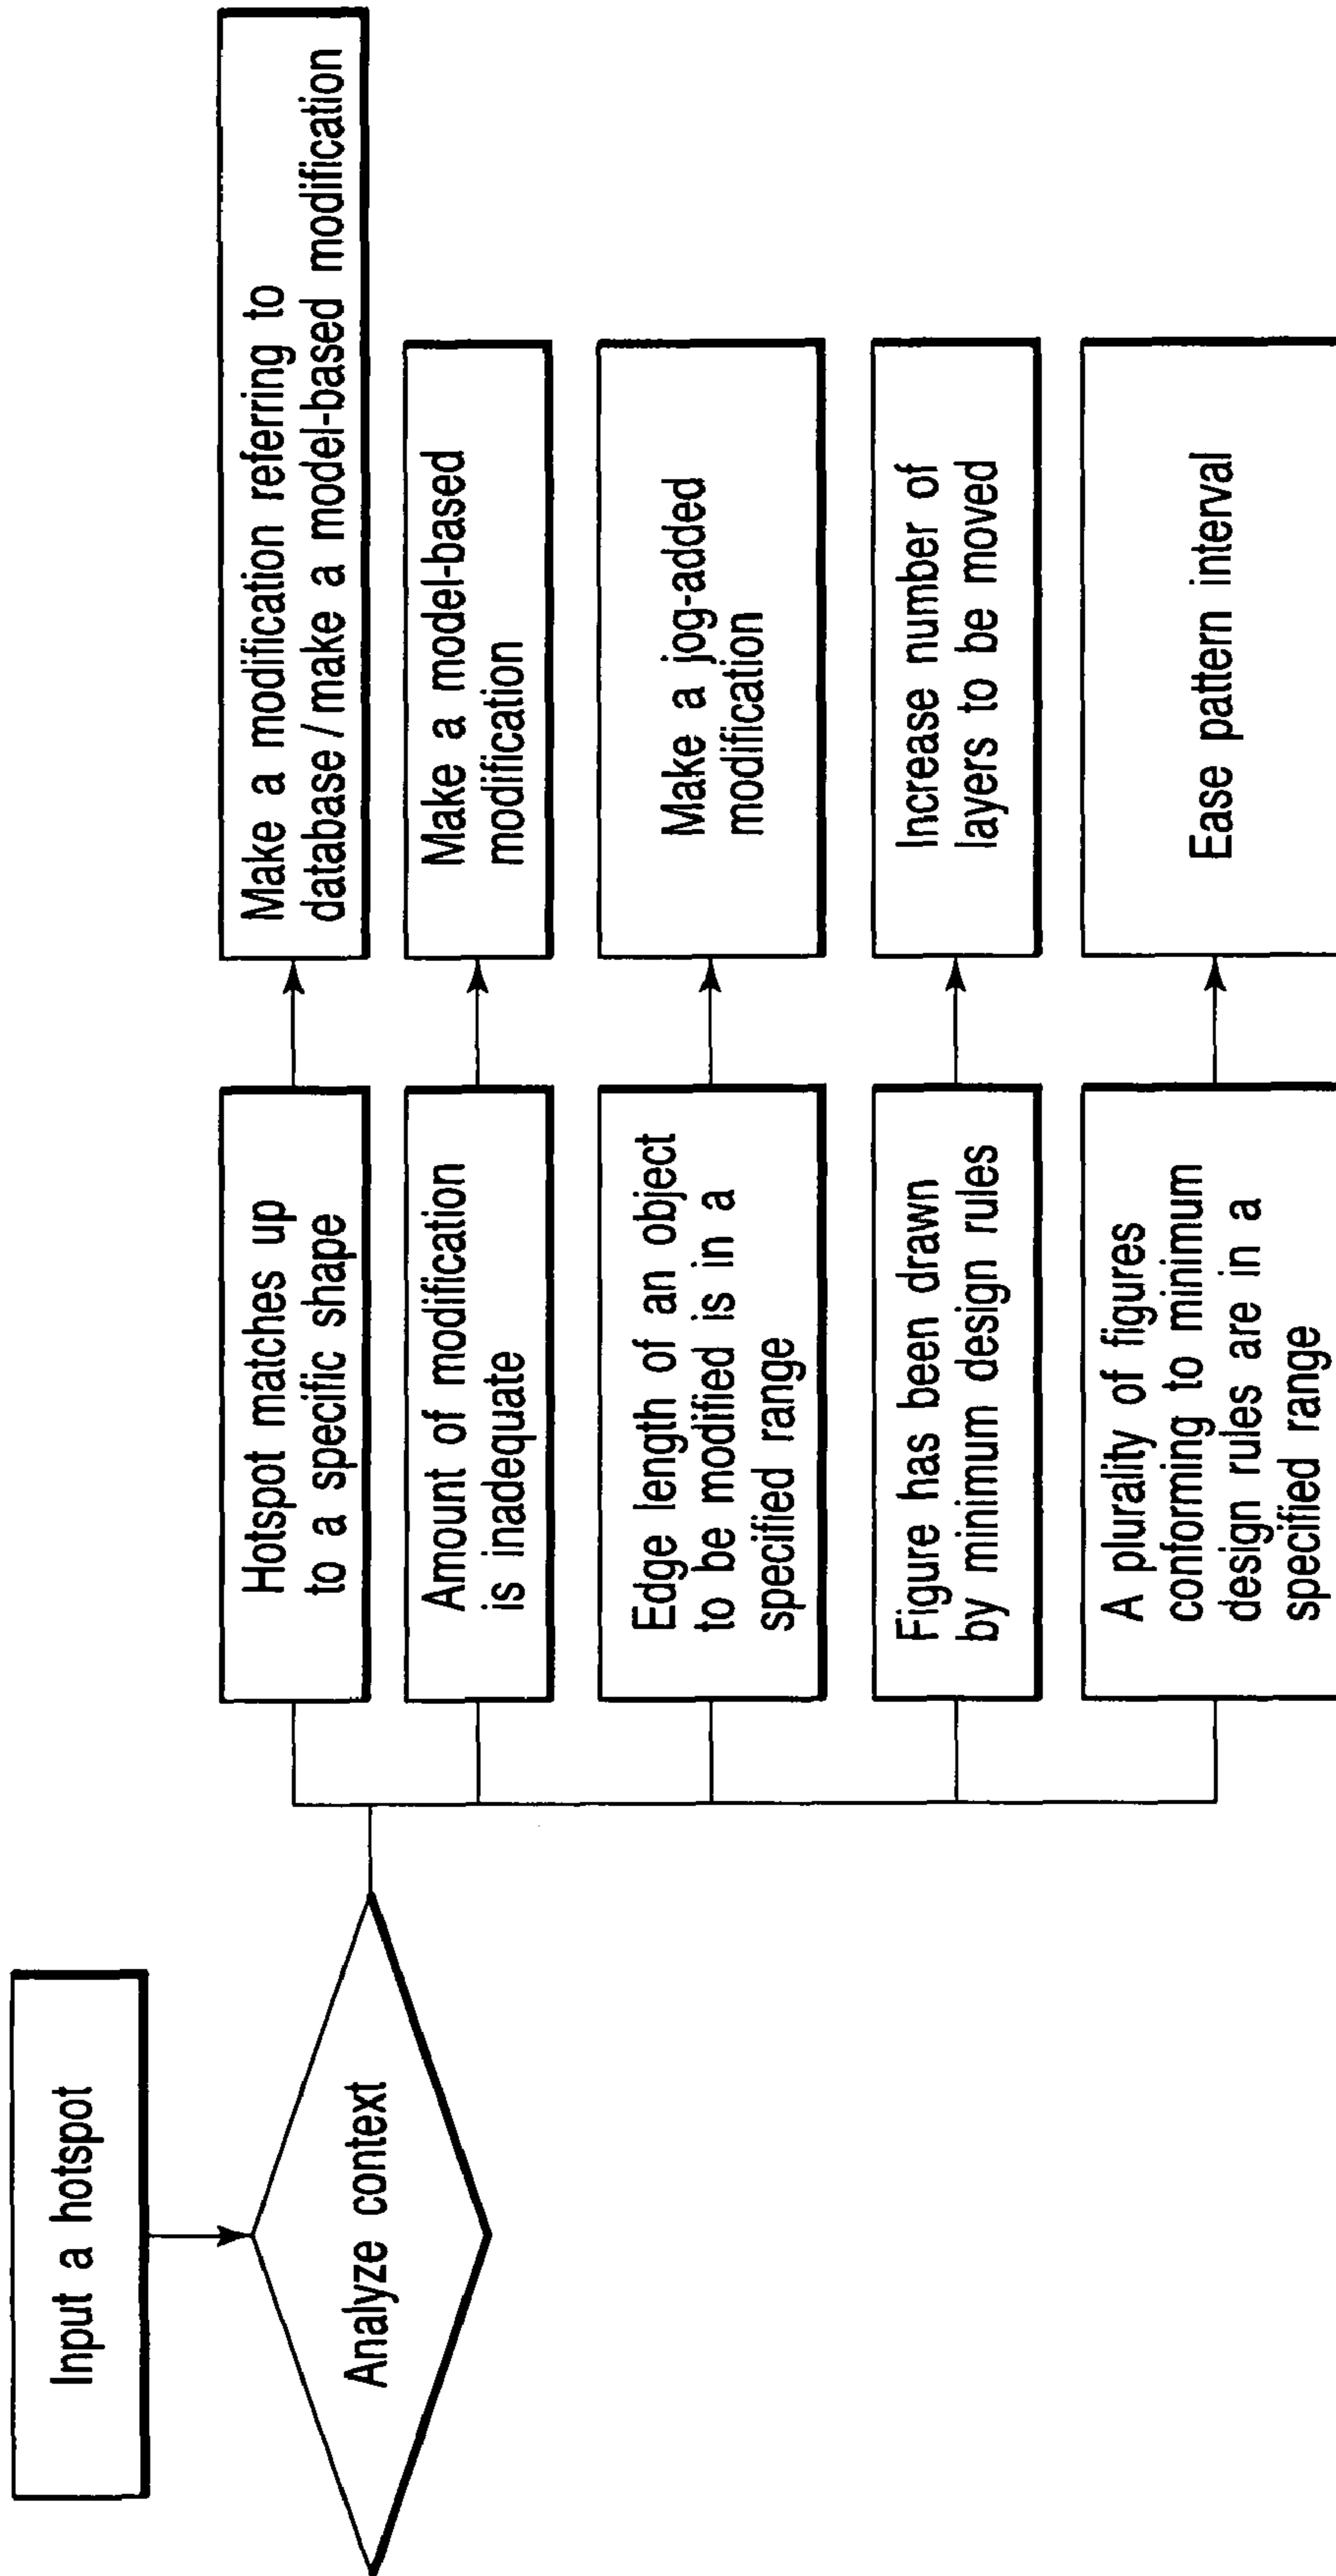 Input a hotspot
Analyze context
Hotspot matches up
to a specific shape
Make a modification referring to
database / make a model-based modification
Amount of modification
is inadequate
Make a model-based
modification
Edge length of an object
to be modified is in a
specified range
Make a jog-added
modification
Figure has been drawn
by minimum design rules
Increase number of
layers to be moved
A plurality of figures
conforming to minimum
design rules are in a
specified range
Ease pattern interval